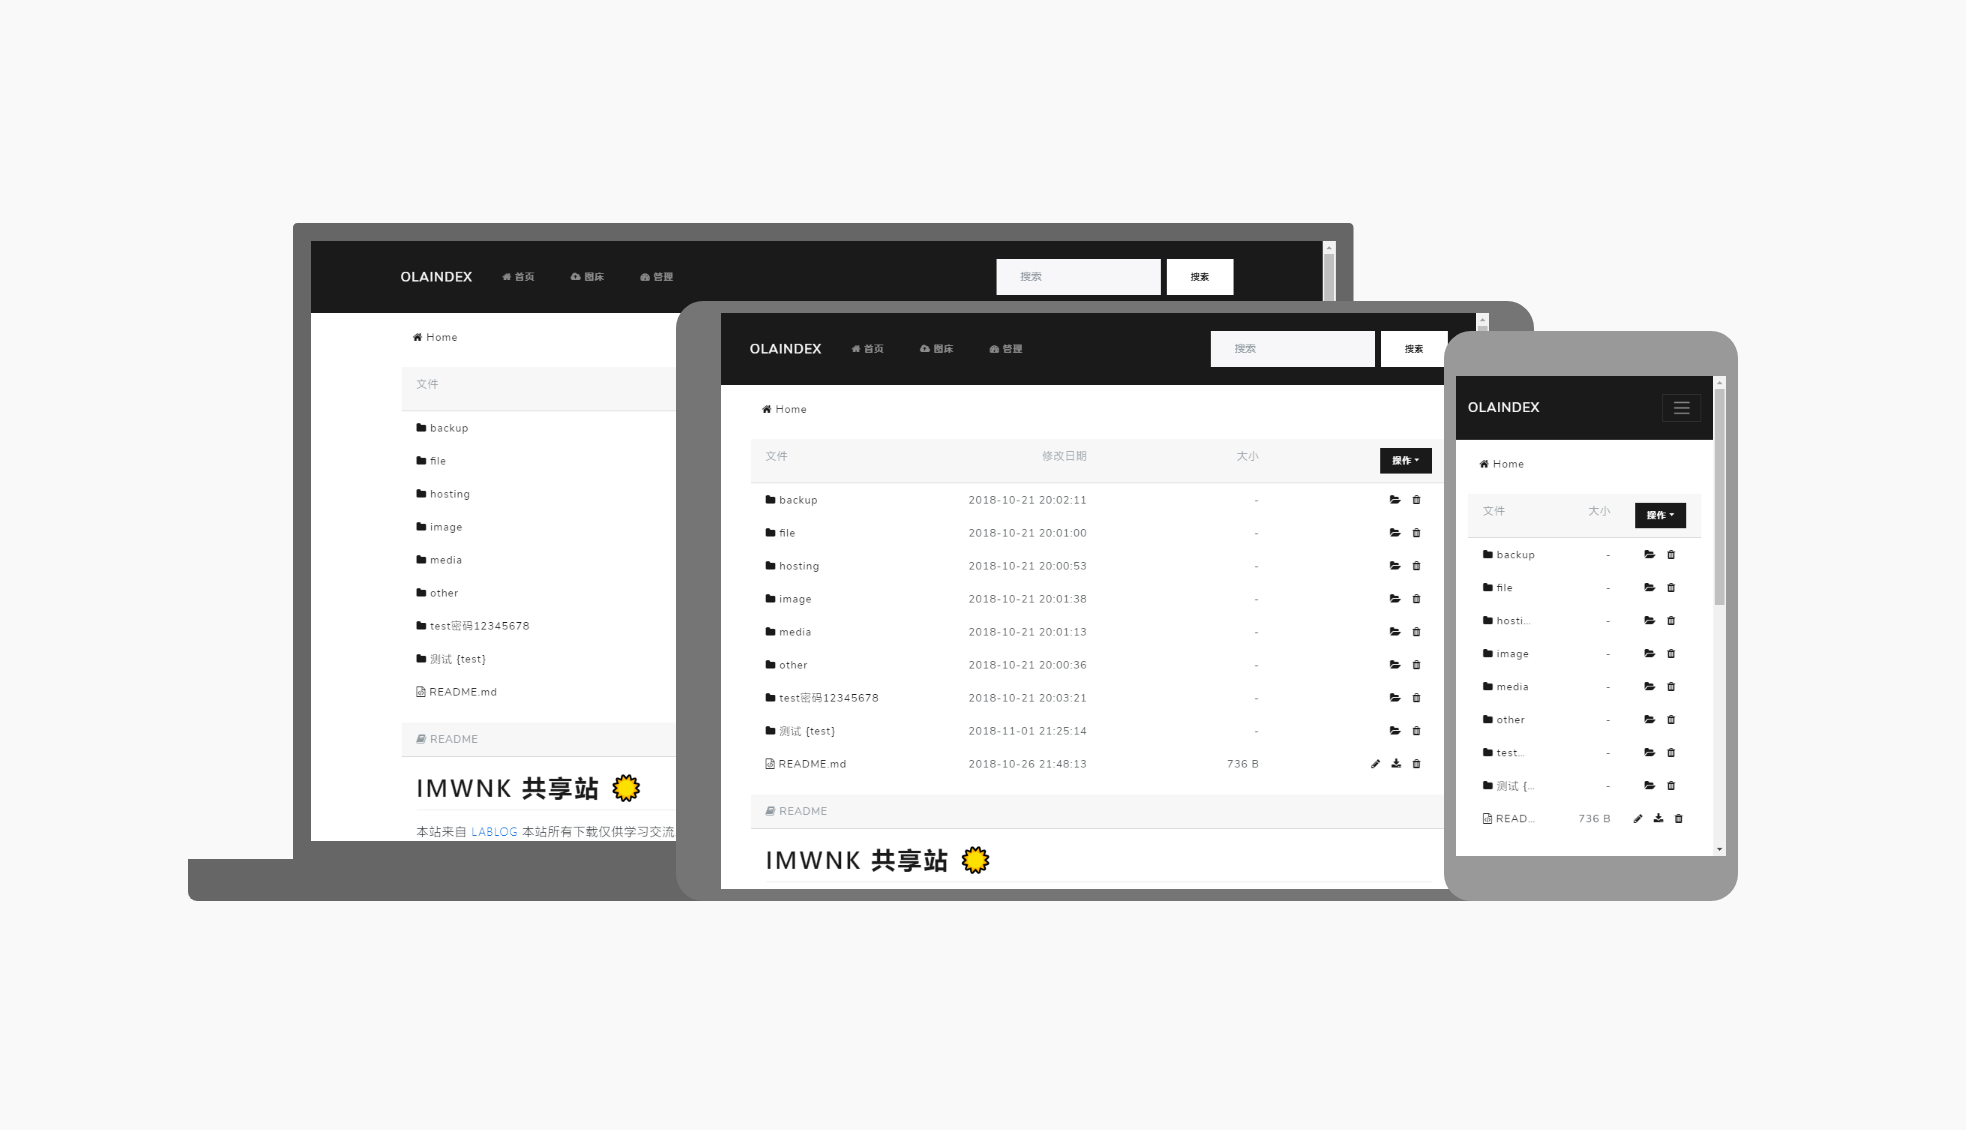 OLAINDEX 首页 图床 管理 搜索 搜索
Home
文件
backup
file
hosting
image
media
other
test密码12345678
测试 {test}
README.md
README
IMWNK 共享站
本站来自 LABLOG 本站所有下载仅供学习交流
OLAINDEX 首页 图床 管理 搜索 搜索
Home
文件 修改日期 大小 操作
backup 2018-10-21 20:02:11 -
file 2018-10-21 20:01:00 -
hosting 2018-10-21 20:00:53 -
image 2018-10-21 20:01:38 -
media 2018-10-21 20:01:13 -
other 2018-10-21 20:00:36 -
test密码12345678 2018-10-21 20:03:21 -
测试 {test} 2018-11-01 21:25:14 -
README.md 2018-10-26 21:48:13 736 B
README
IMWNK 共享站
OLAINDEX
Home
文件 大小 操作
backup -
file -
hosti... -
image -
media -
other -
test... -
测试 {... -
READ... 736 B